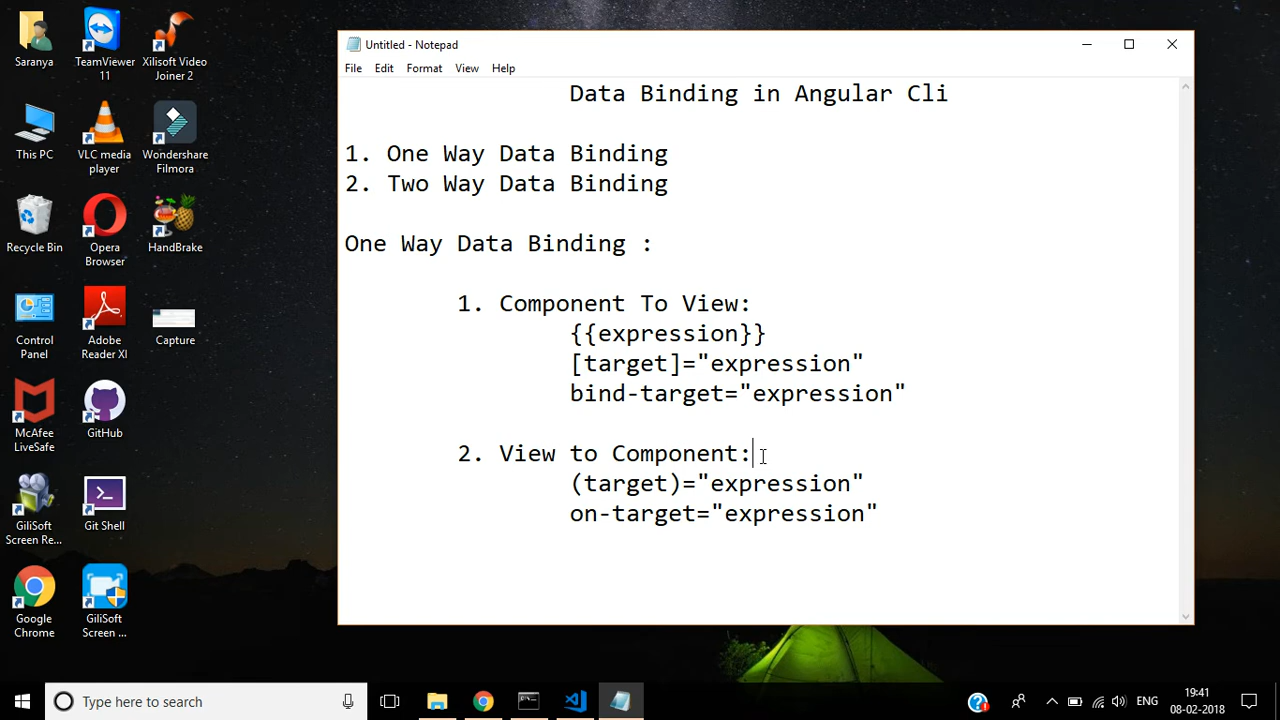 Saranya
TeamViewer 11
Xilisoft Video Joiner 2
This PC
VLC media player
Wondershare Filmora
Recycle Bin
Opera Browser
HandBrake
Control Panel
Adobe Reader XI
Capture
McAfee LiveSafe
GitHub
GiliSoft Screen Re...
Git Shell
Google Chrome
GiliSoft Screen ...
Untitled - Notepad
File Edit Format View Help
Data Binding in Angular Cli
1. One Way Data Binding
2. Two Way Data Binding
One Way Data Binding :
1. Component To View:
{{expression}}
[target]="expression"
bind-target="expression"
2. View to Component:
(target)="expression"
on-target="expression"
Type here to search
ENG
19:41
08-02-2018